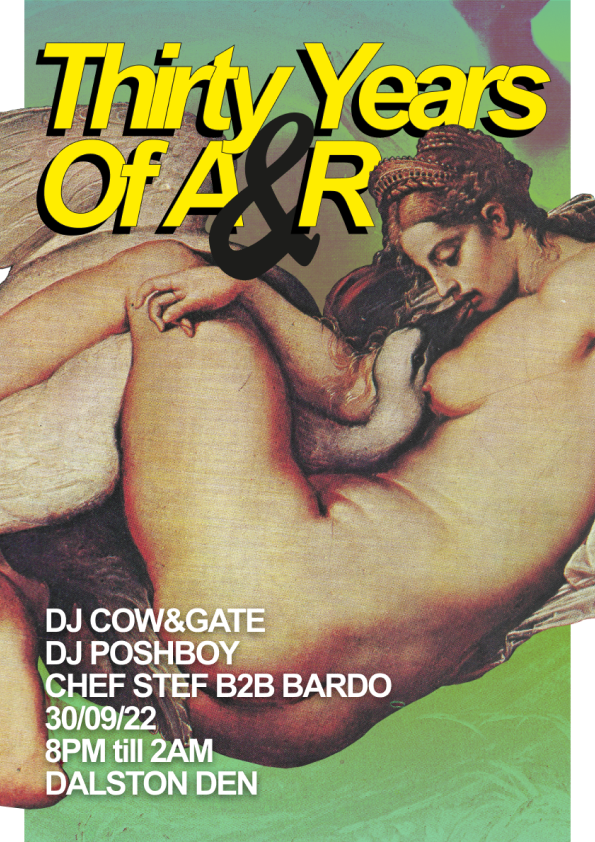 Thirty Years
Of A&R
DJ COW&GATE
DJ POSHBOY
CHEF STEF B2B BARDO
30/09/22
8PM till 2AM
DALSTON DEN